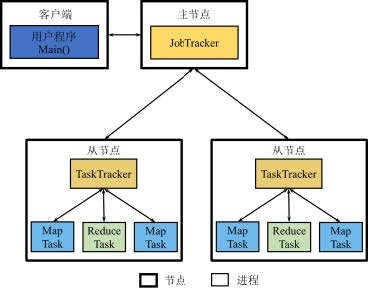 客户端
用户程序
Main()
主节点
JobTracker
从节点
TaskTracker
Map
Task
Reduce
Task
Map
Task
从节点
TaskTracker
Map
Task
Reduce
Task
Map
Task
节点
进程